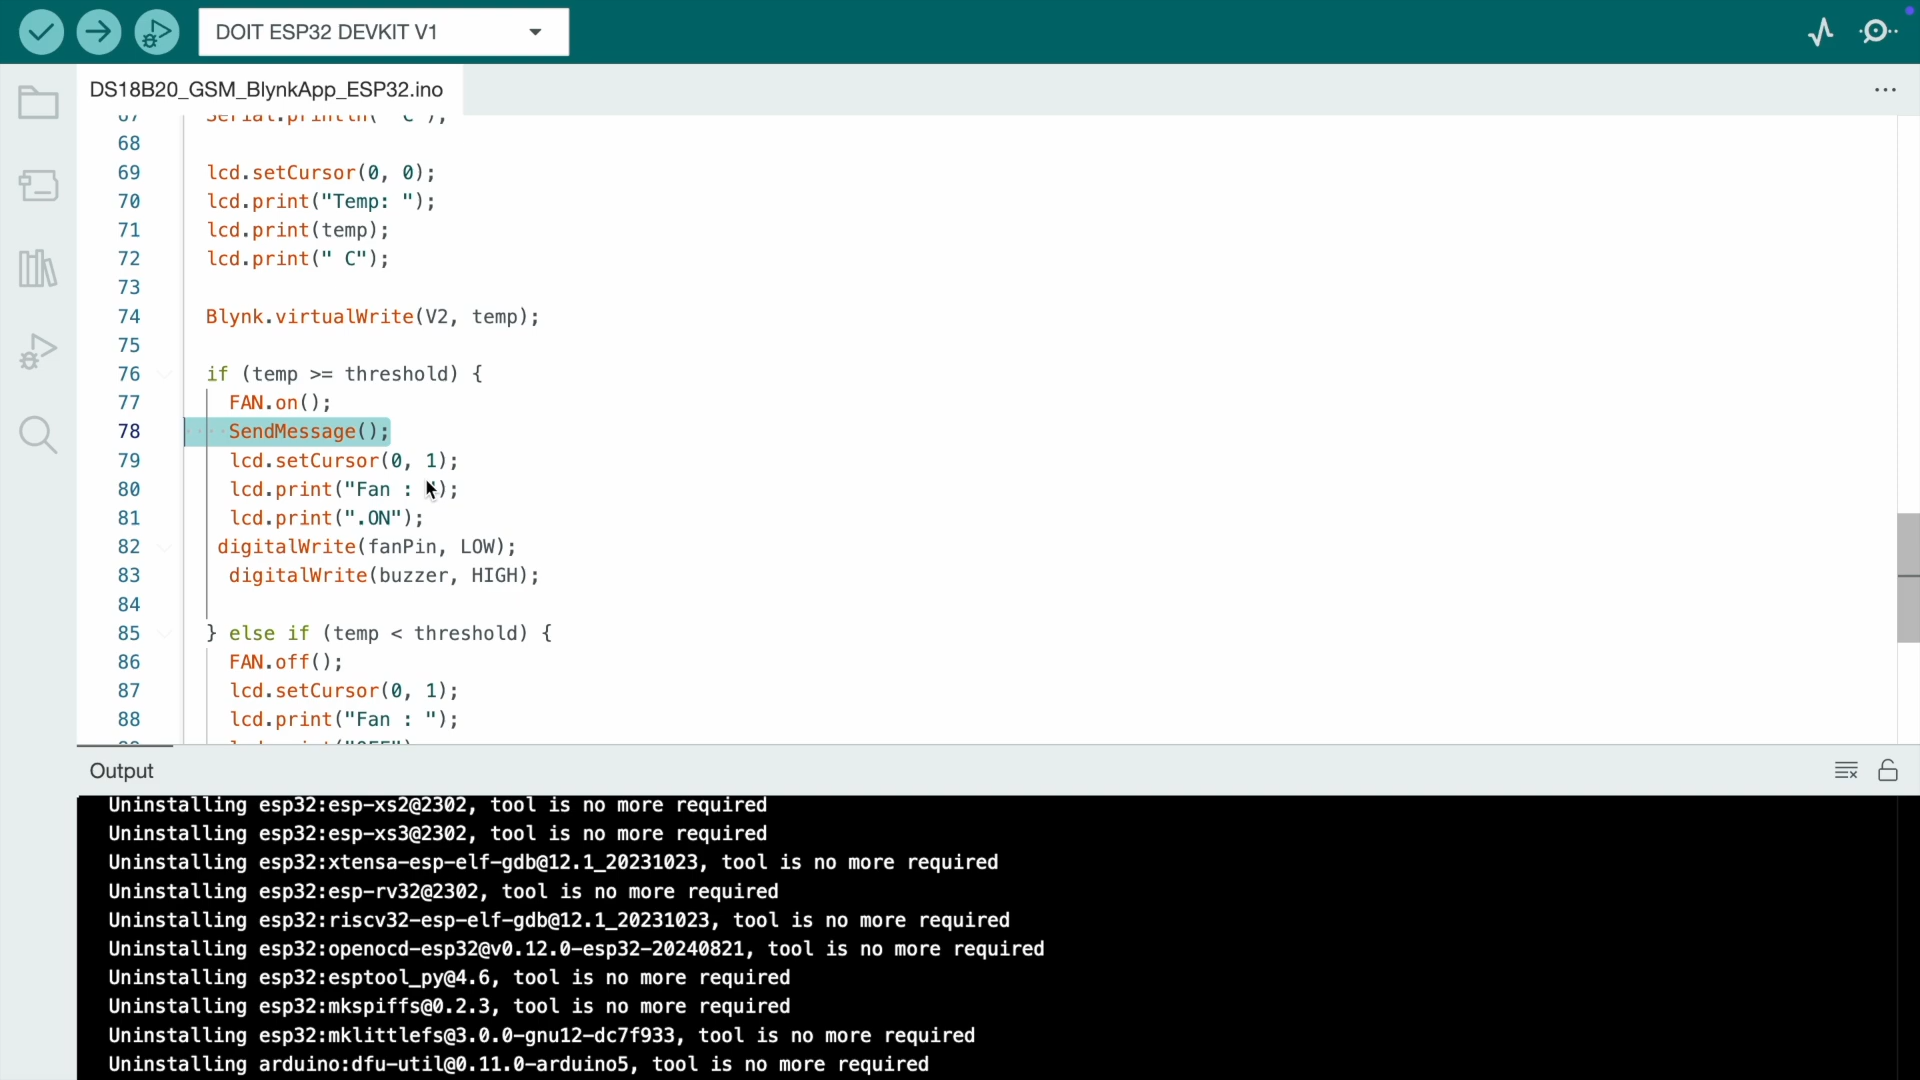 DOIT ESP32 DEVKIT V1
DS18B20_GSM_BlynkApp_ESP32.ino
67 Serial.println(" C");
68
69 lcd.setCursor(0, 0);
70 lcd.print("Temp: ");
71 lcd.print(temp);
72 lcd.print(" C");
73
74 Blynk.virtualWrite(V2, temp);
75
76 if (temp >= threshold) {
77 FAN.on();
78 SendMessage();
79 lcd.setCursor(0, 1);
80 lcd.print("Fan : ");
81 lcd.print(".ON");
82 digitalWrite(fanPin, LOW);
83 digitalWrite(buzzer, HIGH);
84
85 } else if (temp < threshold) {
86 FAN.off();
87 lcd.setCursor(0, 1);
88 lcd.print("Fan : ");
Output
Uninstalling esp32:esp-xs2@2302, tool is no more required
Uninstalling esp32:esp-xs3@2302, tool is no more required
Uninstalling esp32:xtensa-esp-elf-gdb@12.1_20231023, tool is no more required
Uninstalling esp32:esp-rv32@2302, tool is no more required
Uninstalling esp32:riscv32-esp-elf-gdb@12.1_20231023, tool is no more required
Uninstalling esp32:openocd-esp32@v0.12.0-esp32-20240821, tool is no more required
Uninstalling esp32:esptool_py@4.6, tool is no more required
Uninstalling esp32:mkspiffs@0.2.3, tool is no more required
Uninstalling esp32:mklittlefs@3.0.0-gnu12-dc7f933, tool is no more required
Uninstalling arduino:dfu-util@0.11.0-arduino5, tool is no more required